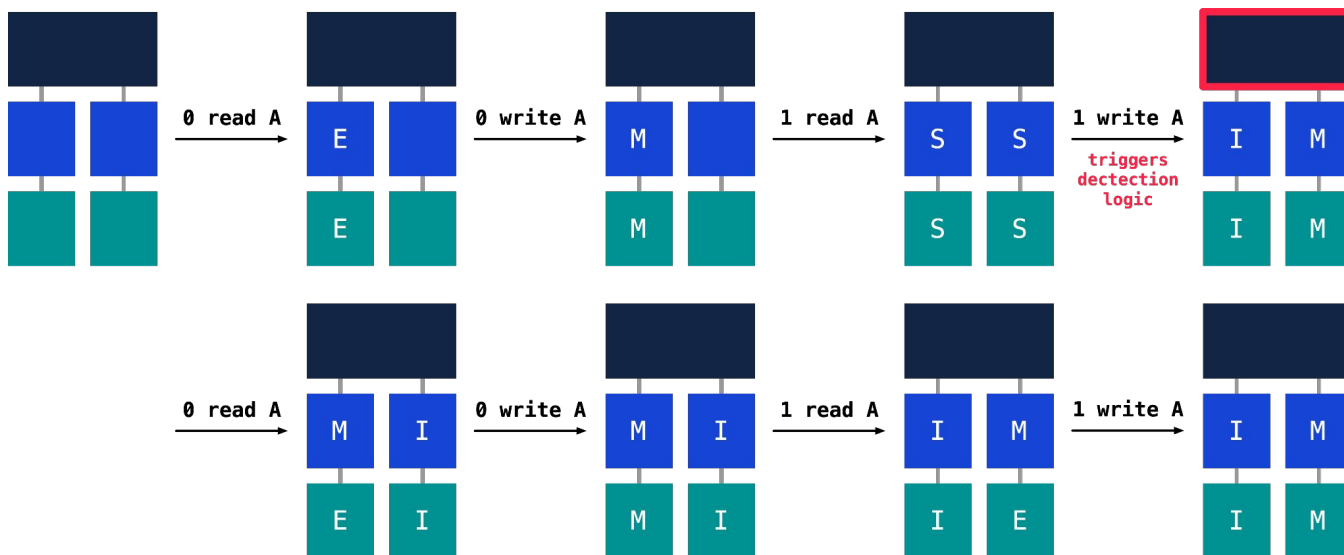 0 read A
0 write A
1 read A
1 write A
triggers
dectection
logic
E
M
S S
I M
E
M
S S
I M
0 read A
0 write A
1 read A
1 write A
M I
M I
I M
I M
E I
M I
I E
I M